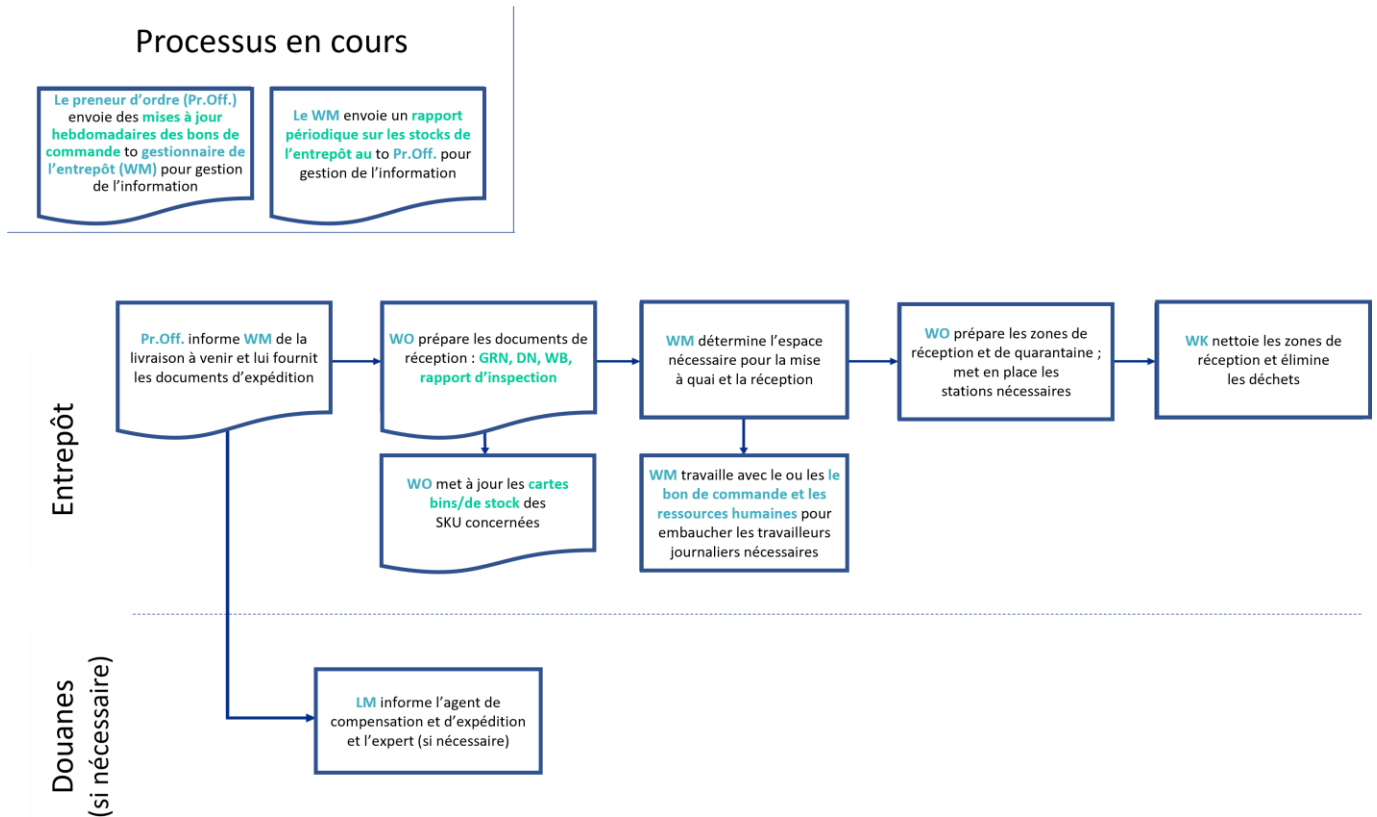 Processus en cours
Le preneur d’ordre (Pr.Off.)
envoie des mises à jour
hebdomadaires des bons de
commande to gestionnaire de
l’entrepôt (WM) pour gestion
de l’information
Le WM envoie un rapport
périodique sur les stocks de
l’entrepôt au to Pr.Off. pour
gestion de l’information
Entrepôt
Pr.Off. informe WM de la
livraison à venir et lui fournit
les documents d’expédition
WO prépare les documents de
réception : GRN, DN, WB,
rapport d’inspection
WM détermine l’espace
nécessaire pour la mise
à quai et la réception
WO prépare les zones de
réception et de quarantaine ;
met en place les
stations nécessaires
WK nettoie les zones de
réception et élimine
les déchets
WO met à jour les cartes
bins/de stock des
SKU concernées
WM travaille avec le ou les le
bon de commande et les
ressources humaines pour
embaucher les travailleurs
journaliers nécessaires
Douanes
(si nécessaire)
LM informe l’agent de
compensation et d’expédition
et l’expert (si nécessaire)